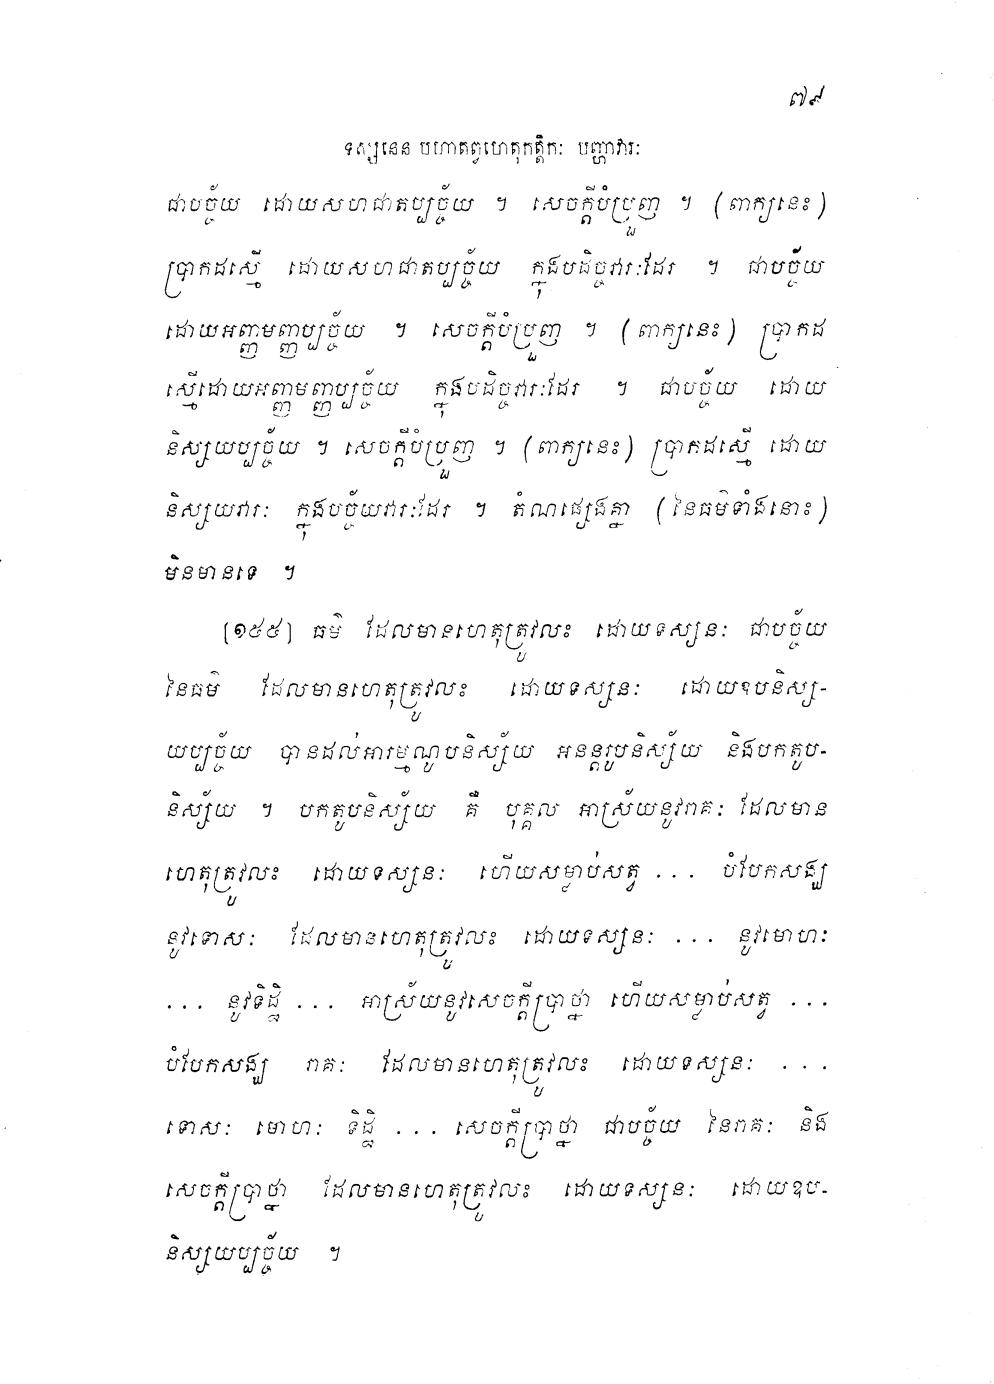 ៧៩
ទស្សនេន បហាតព្វហេតុកត្តិកៈ បញ្ហាវារៈ
ជាបច្ច័យ ដោយសហជាតប្បច្ច័យ ។ សេចក្តីបំប្រួញ ។ (ពាក្យនេះ)
ប្រាកដស្មើ ដោយសហជាតប្បច្ច័យ ក្នុងបដិច្ចវារៈដែរ ។ ជាបច្ច័យ
ដោយអញ្ញមញ្ញប្បច្ច័យ ។ សេចក្តីបំប្រួញ ។ (ពាក្យនេះ) ប្រាកដ
ស្មើដោយអញ្ញមញ្ញប្បច្ច័យ ក្នុងបដិច្ចវារៈដែរ ។ ជាបច្ច័យ ដោយ
និស្សយប្បច្ច័យ ។ សេចក្តីបំប្រួញ ។ (ពាក្យនេះ) ប្រាកដស្មើ ដោយ
និស្សយវារៈ ក្នុងបច្ច័យវារៈដែរ ។ តំណផ្សេងគ្នា (នៃធម៌ទាំងនោះ)
មិនមានទេ ។
[១៥៥] ធម៌ ដែលមានហេតុត្រូវលះ ដោយទស្សនៈ ជាបច្ច័យ
នៃធម៌ ដែលមានហេតុត្រូវលះ ដោយទស្សនៈ ដោយឧបនិស្ស-
យប្បច្ច័យ បានដល់អារម្មណូបនិស្ស័យ អនន្តរូបនិស្ស័យ និងបកតូប-
និស្ស័យ ។ បកតូបនិស្ស័យ គឺ បុគ្គល អាស្រ័យនូវរាគៈ ដែលមាន
ហេតុត្រូវលះ ដោយទស្សនៈ ហើយសម្លាប់សត្វ ... បំបែកសង្ឃ
នូវទោសៈ ដែលមានហេតុត្រូវលះ ដោយទស្សនៈ ... នូវមោហៈ
... នូវទិដ្ឋិ ... អាស្រ័យនូវសេចក្តីប្រាថ្នា ហើយសម្លាប់សត្វ ...
បំបែកសង្ឃ រាគៈ ដែលមានហេតុត្រូវលះ ដោយទស្សនៈ ...
ទោសៈ មោហៈ ទិដ្ឋិ ... សេចក្តីប្រាថ្នា ជាបច្ច័យ នៃរាគៈ និង
សេចក្តីប្រាថ្នា ដែលមានហេតុត្រូវលះ ដោយទស្សនៈ ដោយឧប-
និស្សយប្បច្ច័យ ។